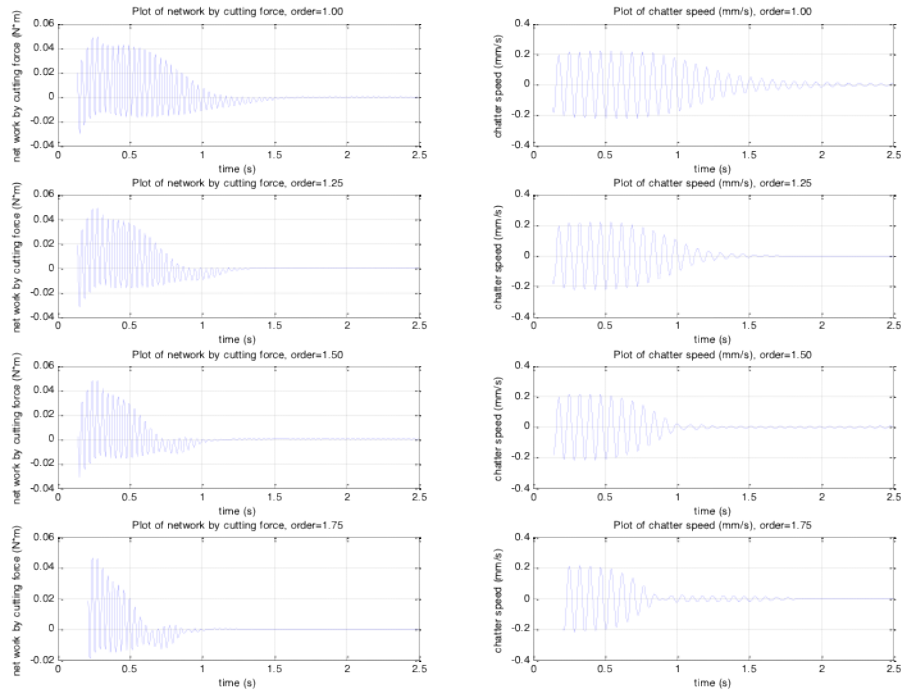 Plot of network by cutting force, order=1.00
net work by cutting force (N*m)
0.06
0.04
0.02
0
-0.02
-0.04
0 0.5 1 1.5 2 2.5
time (s)
Plot of chatter speed (mm/s), order=1.00
chatter speed (mm/s)
0.4
0.2
0
-0.2
-0.4
0 0.5 1 1.5 2 2.5
time (s)
Plot of network by cutting force, order=1.25
net work by cutting force (N*m)
0.06
0.04
0.02
0
-0.02
-0.04
0 0.5 1 1.5 2 2.5
time (s)
Plot of chatter speed (mm/s), order=1.25
chatter speed (mm/s)
0.4
0.2
0
-0.2
-0.4
0 0.5 1 1.5 2 2.5
time (s)
Plot of network by cutting force, order=1.50
net work by cutting force (N*m)
0.06
0.04
0.02
0
-0.02
-0.04
0 0.5 1 1.5 2 2.5
time (s)
Plot of chatter speed (mm/s), order=1.50
chatter speed (mm/s)
0.4
0.2
0
-0.2
-0.4
0 0.5 1 1.5 2 2.5
time (s)
Plot of network by cutting force, order=1.75
net work by cutting force (N*m)
0.06
0.04
0.02
0
-0.02
0 0.5 1 1.5 2 2.5
time (s)
Plot of chatter speed (mm/s), order=1.75
chatter speed (mm/s)
0.4
0.2
0
-0.2
-0.4
0 0.5 1 1.5 2 2.5
time (s)